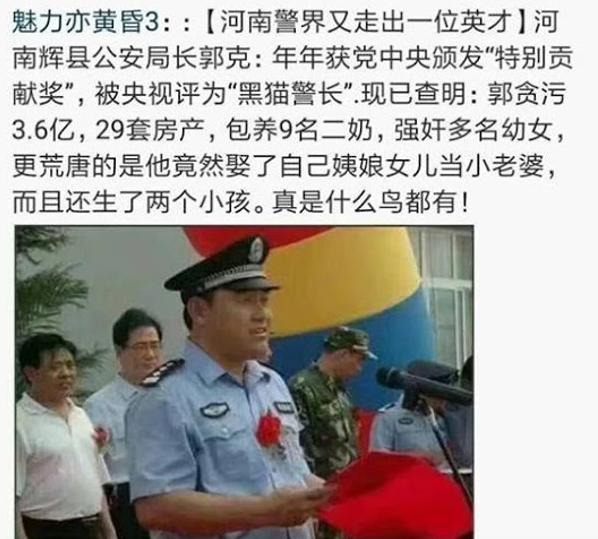 魅力亦黄昏3：:【河南警界又走出一位英才】河
南辉县公安局长郭克：年年获党中央颁发“特别贡
献奖”，被央视评为“黑猫警长”.现已查明：郭贪污
3.6亿，29套房产，包养9名二奶，强奸多名幼女，
更荒唐的是他竟然娶了自己姨娘女儿当小老婆，
而且还生了两个小孩。真是什么鸟都有！